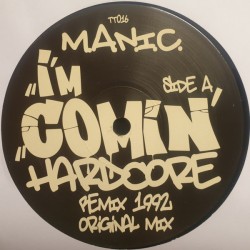 TT016
M.A.N.I.C.
"I'M
SIDE A
COMIN'
"HARDCORE
REMIX 1992
ORIGINAL MIX